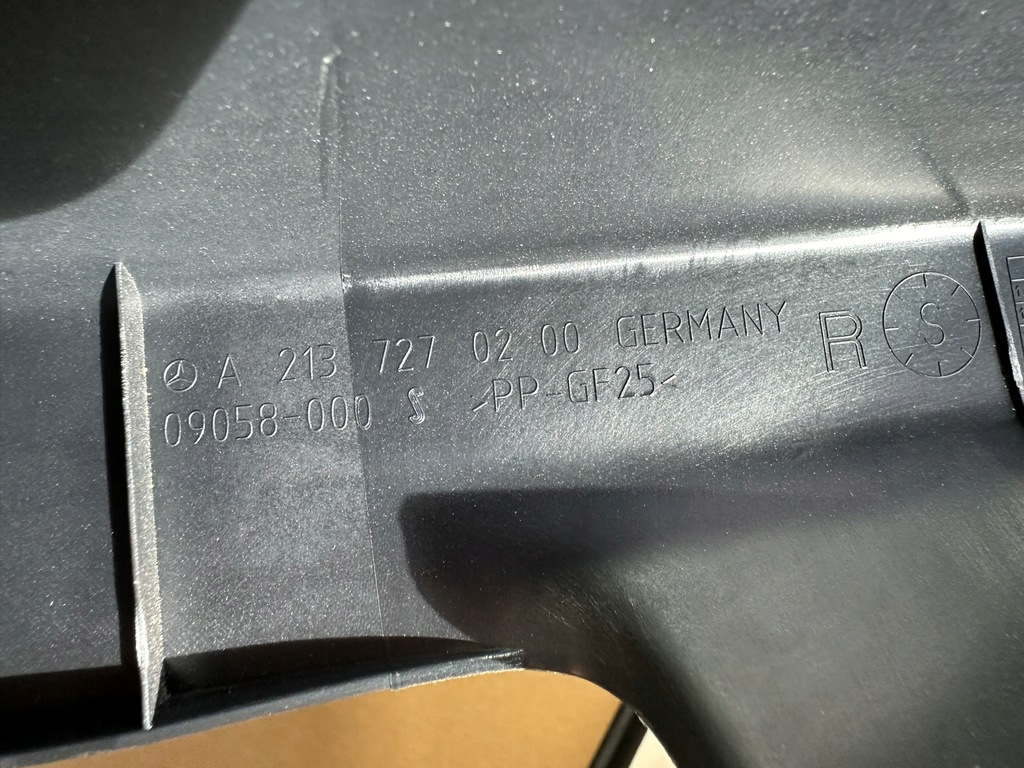 A 213 727 02 00 GERMANY R S
09058-000 S >PP-GF25<